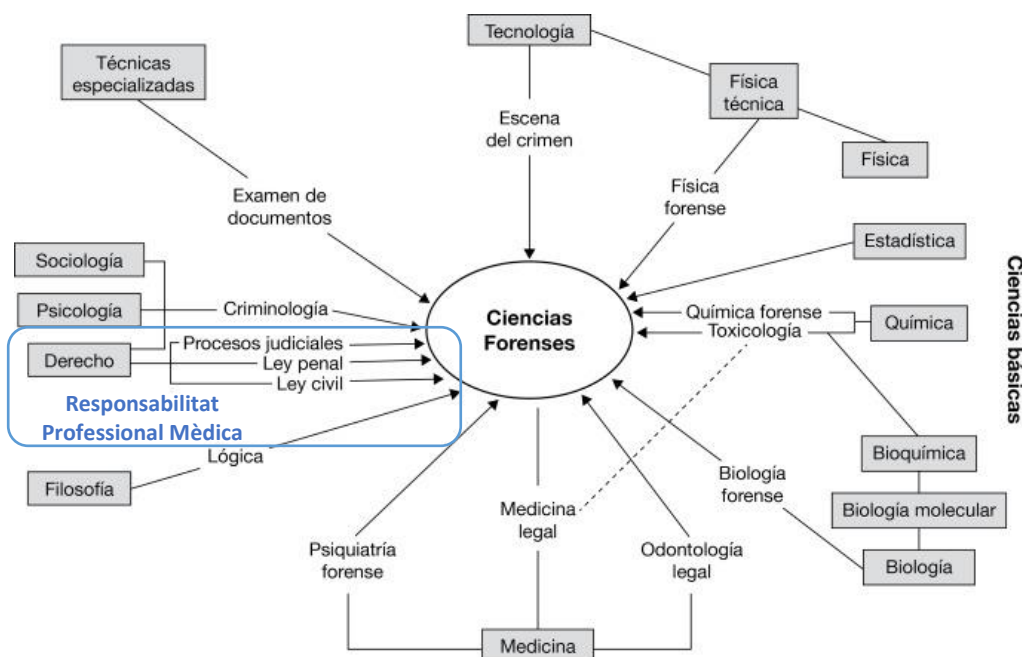 Tecnología
Técnicas
especializadas
Física
técnica
Escena
del crimen
Física
Física
forense
Examen de
documentos
Estadística
Sociología
Ciencias básicas
Psicología
Criminología
Química forense
Química
Ciencias
Forenses
Toxicología
Procesos judiciales
Derecho
Ley penal
Ley civil
Responsabilitat
Professional Mèdica
Lógica
Bioquímica
Filosofía
Biología
forense
Medicina
legal
Biología molecular
Psiquiatría
forense
Odontología
legal
Biología
Medicina